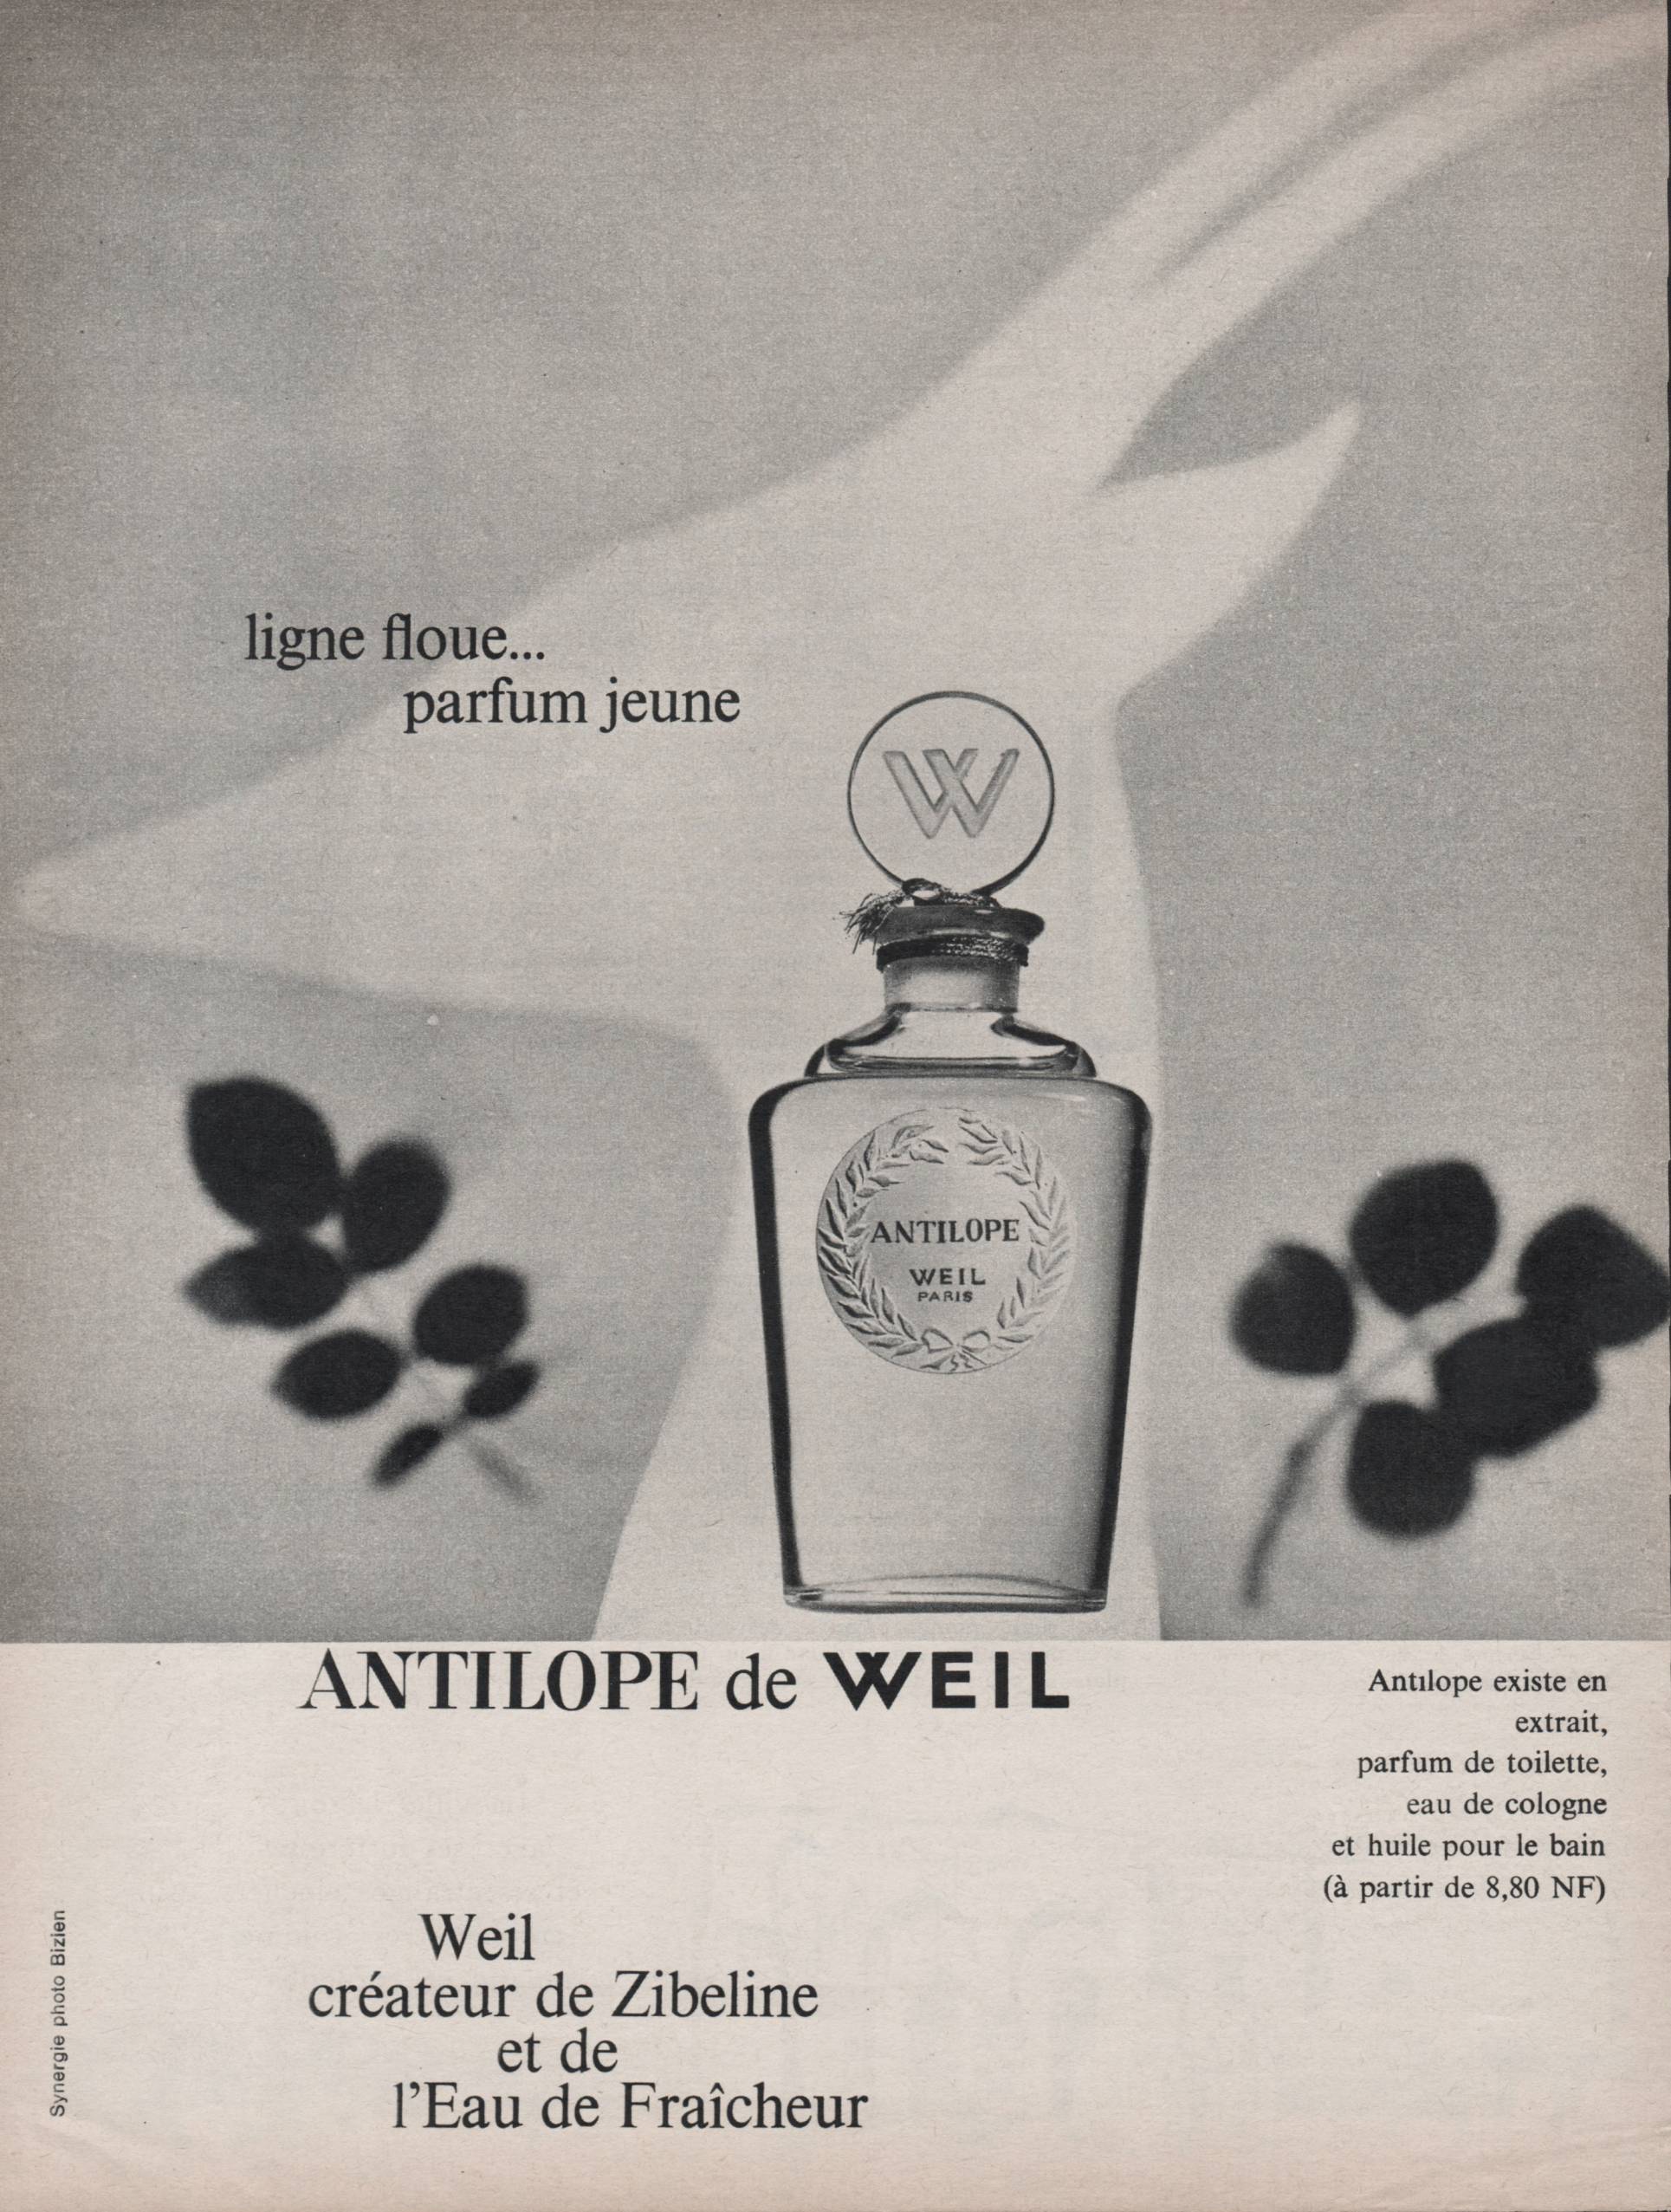 ligne floue...
parfum jeune
W
ANTILOPE
WEIL
PARIS
ANTILOPE de WEIL
Antilope existe en
extrait,
parfum de toilette,
eau de cologne
et huile pour le bain
(à partir de 8,80 NF)
Weil
créateur de Zibeline
et de
l'Eau de Fraîcheur
Synergie photo Bizien